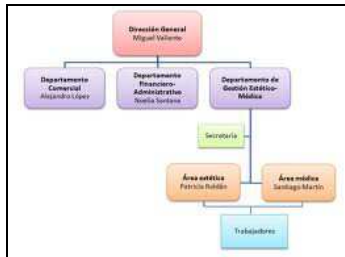 Dirección General
Miguel Valiente
Departamento
Comercial
Alejandro López
Departamento
Financiero-
Administrativo
Noelia Santana
Departamento de
Gestión Estético-
Médica
Secretaria
Área estética
Patricia Roldán
Área médica
Santiago Martín
Trabajadores